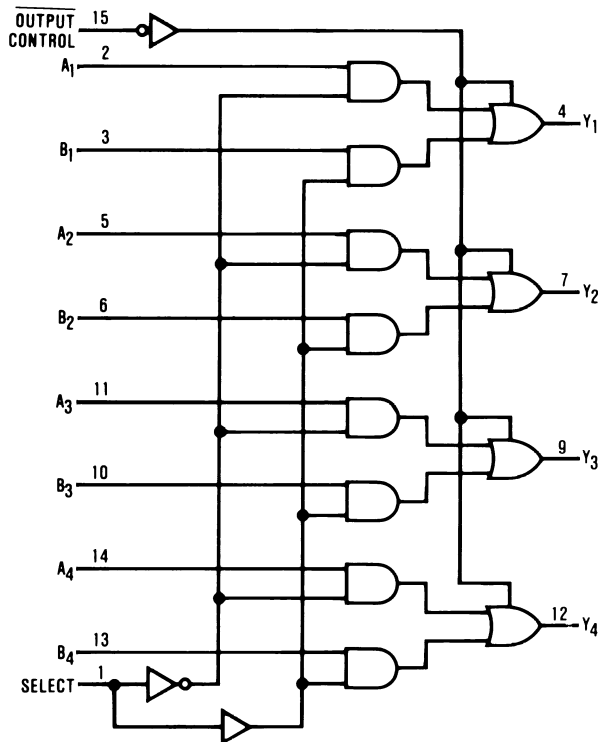 OUTPUT 15
CONTROL
A1 2
4 Y1
B1 3
A2 5
7 Y2
B2 6
A3 11
9 Y3
B3 10
A4 14
12 Y4
B4 13
SELECT 1